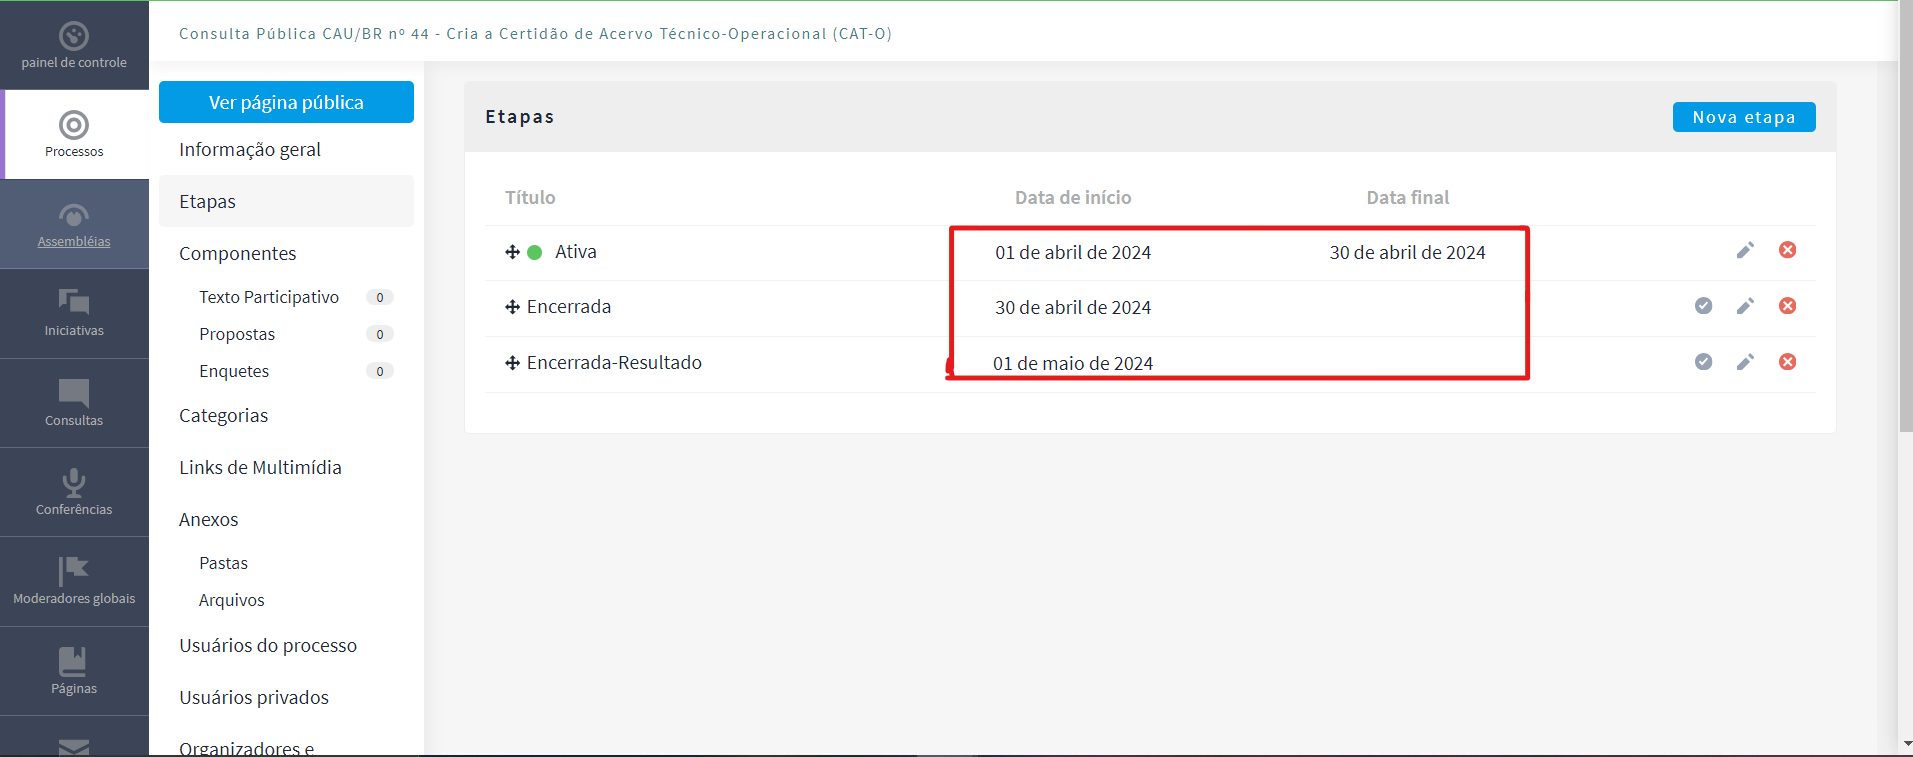 Consulta Pública CAU/BR nº 44 - Cria a Certidão de Acervo Técnico-Operacional (CAT-O)
painel de controle
Processos
Assembléias
Iniciativas
Consultas
Conferências
Moderadores globais
Páginas
Ver página pública
Informação geral
Etapas
Componentes
Texto Participativo 0
Propostas 0
Enquetes 0
Categorias
Links de Multimídia
Anexos
Pastas
Arquivos
Usuários do processo
Usuários privados
Organizadores e
Etapas
Nova etapa
Título Data de início Data final
Ativa 01 de abril de 2024 30 de abril de 2024
Encerrada 30 de abril de 2024
Encerrada-Resultado 01 de maio de 2024